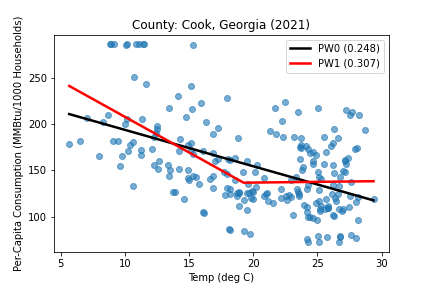 County: Cook, Georgia (2021)
PW0 (0.248)
PW1 (0.307)
Per-Capita Consumption (MMBtu/1000 Households)
250
200
150
100
5 10 15 20 25 30
Temp (deg C)